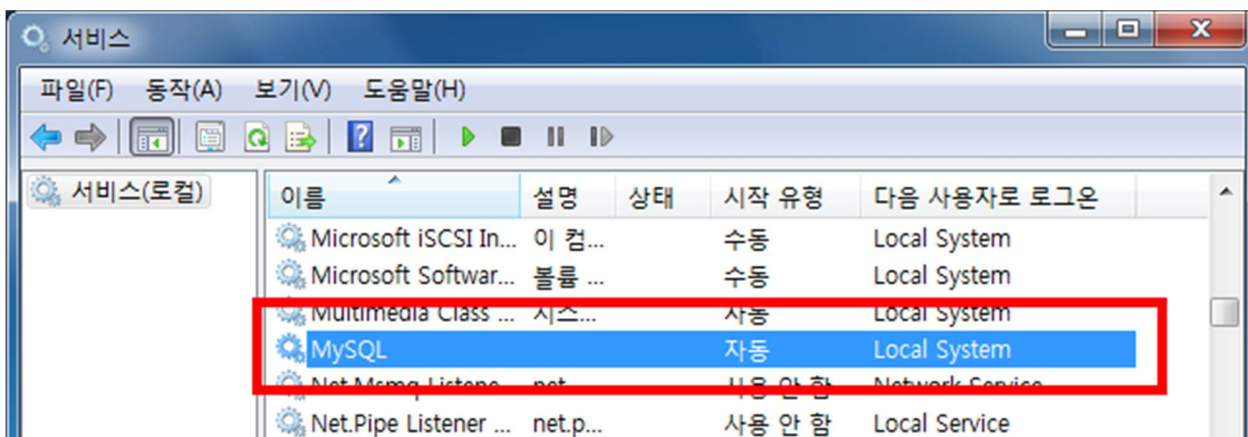 서비스
파일(F) 동작(A) 보기(V) 도움말(H)
서비스(로컬)
이름 설명 상태 시작 유형 다음 사용자로 로그온
Microsoft iSCSI In... 이 컴... 수동 Local System
Microsoft Softwar... 볼륨 ... 수동 Local System
Multimedia Class ... 시스... 자동 Local System
MySQL 자동 Local System
Net.Msmq Listene... net... 사용 안 함 Network Service
Net.Pipe Listener ... net.p... 사용 안 함 Local Service